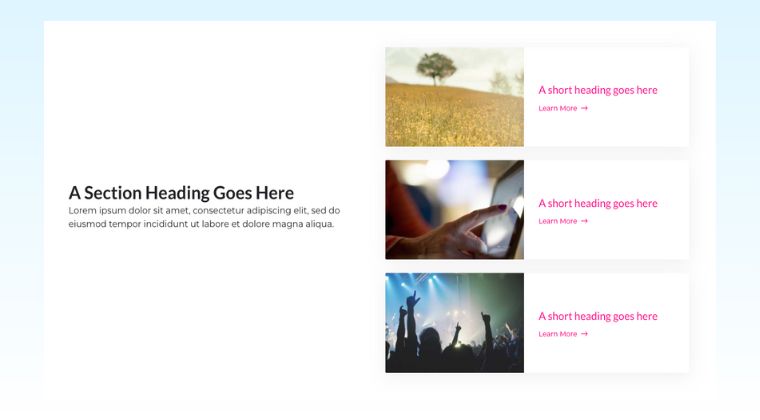 A Section Heading Goes Here
Lorem ipsum dolor sit amet, consectetur adipiscing elit, sed do
eiusmod tempor incididunt ut labore et dolore magna aliqua.
A short heading goes here
Learn More →
A short heading goes here
Learn More →
A short heading goes here
Learn More →